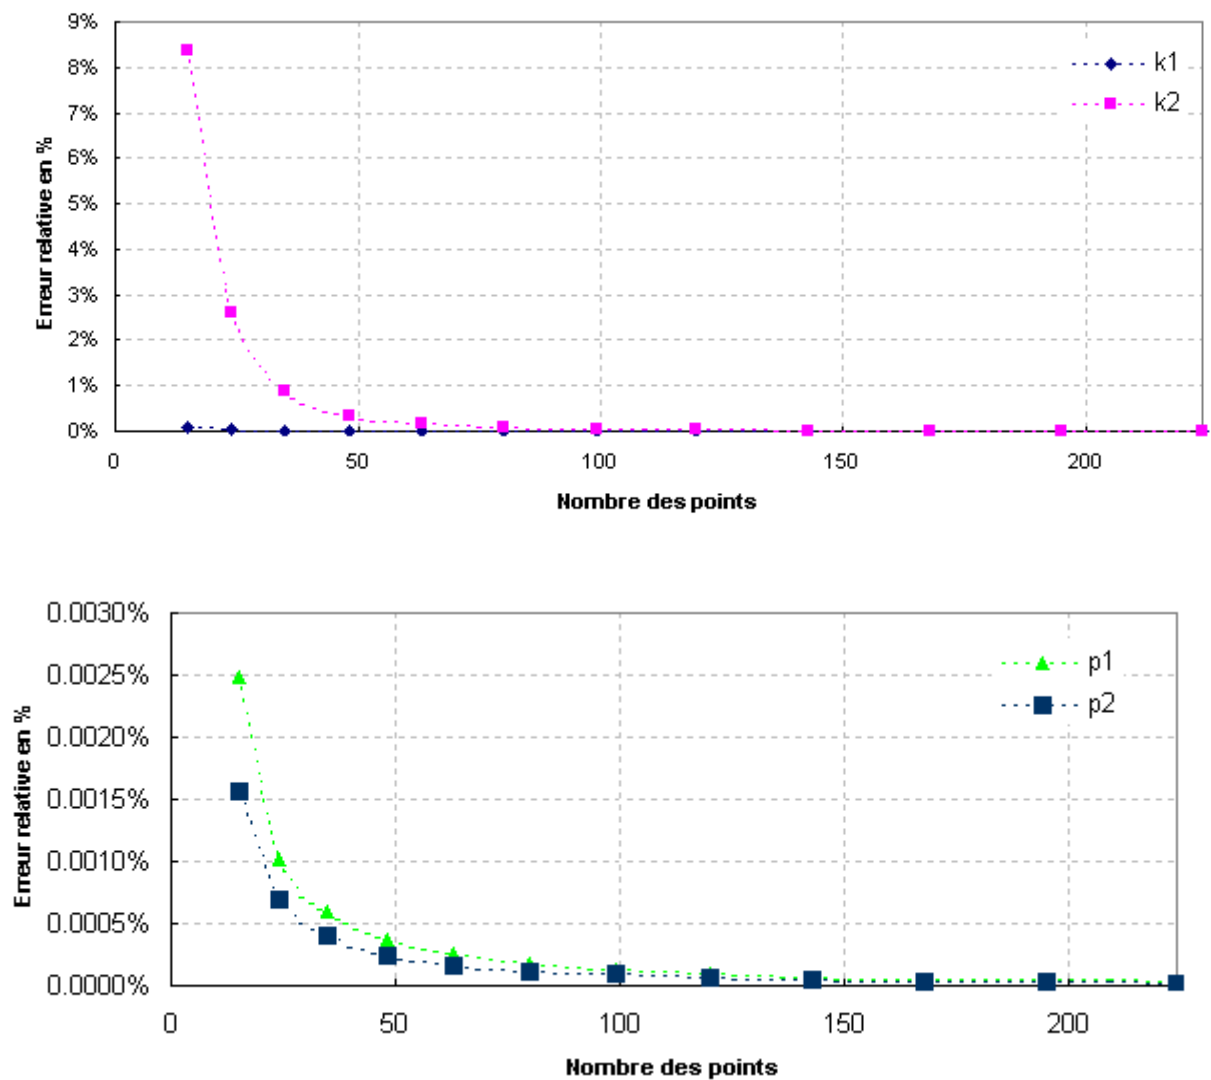 9%
8%
7%
6%
5%
4%
3%
2%
1%
0%
Erreur relative en %
k1
k2
0 50 100 150 200
Nombre des points
0.0030%
0.0025%
0.0020%
0.0015%
0.0010%
0.0005%
0.0000%
Erreur relative en %
p1
p2
0 50 100 150 200
Nombre des points